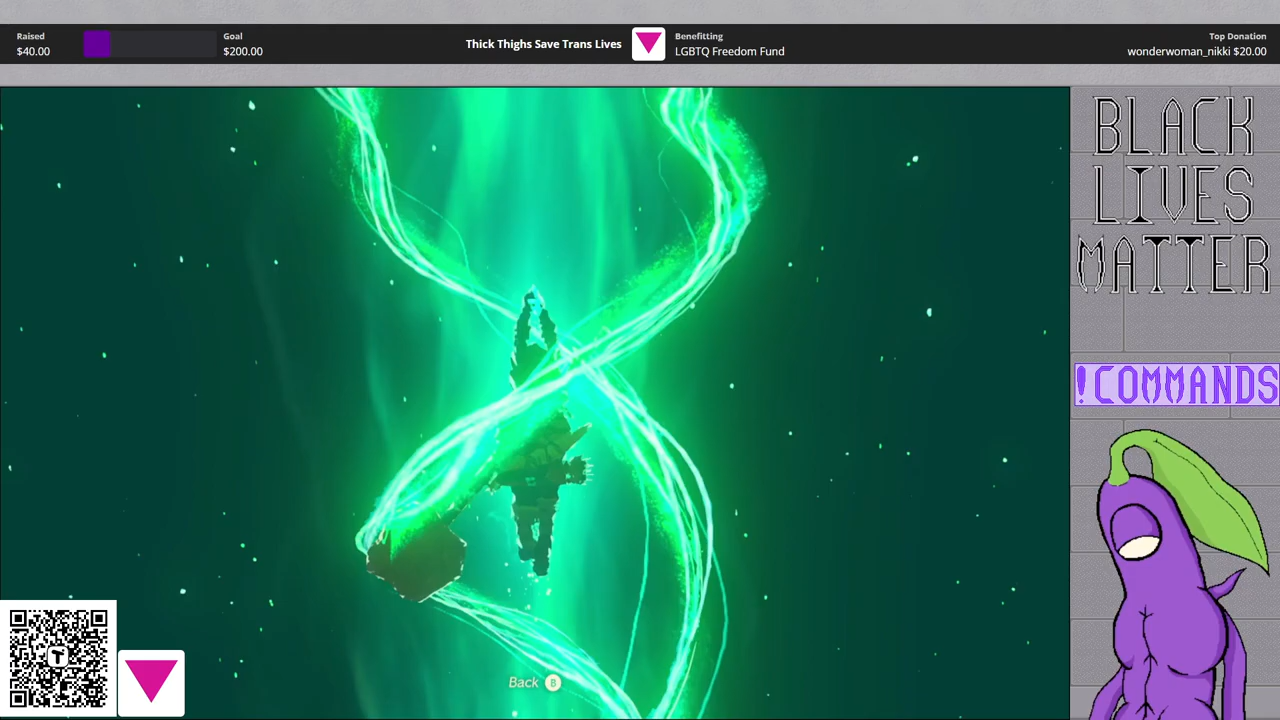 Raised
$40.00
Goal
$200.00
Thick Thighs Save Trans Lives
Benefitting
LGBTQ Freedom Fund
Top Donation
wonderwoman_nikki $20.00
BLACK
LIVES
MATTER
!COMMANDS
T
Back B